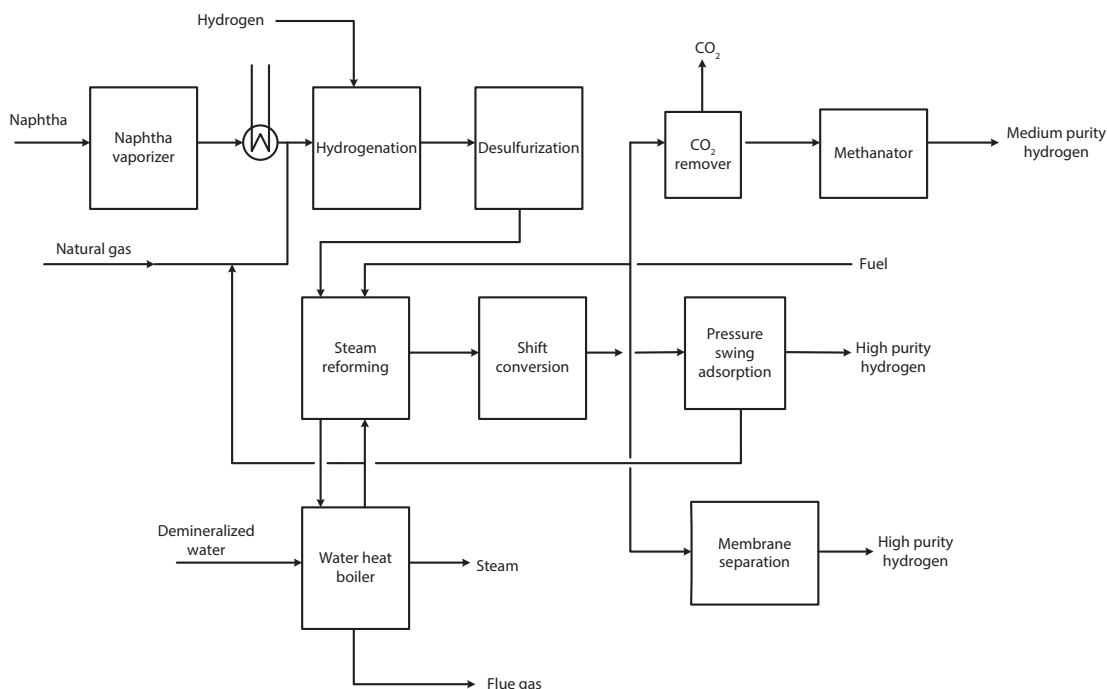 Hydrogen
CO2
Naphtha
Naphtha
vaporizer
Hydrogenation
Desulfurization
CO2
remover
Methanator
Medium purity
hydrogen
Natural gas
Fuel
Steam
reforming
Shift
conversion
Pressure
swing
adsorption
High purity
hydrogen
Demineralized
water
Water heat
boiler
Steam
Membrane
separation
High purity
hydrogen
Flue gas